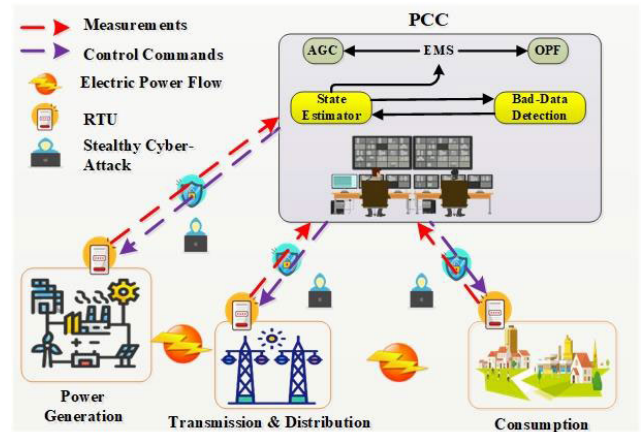 PCC
Measurements
Control Commands
Electric Power Flow
RTU
Stealthy Cyber-
Attack
AGC
EMS
OPF
State
Estimator
Bad-Data
Detection
Power
Generation
Transmission & Distribution
Consumption